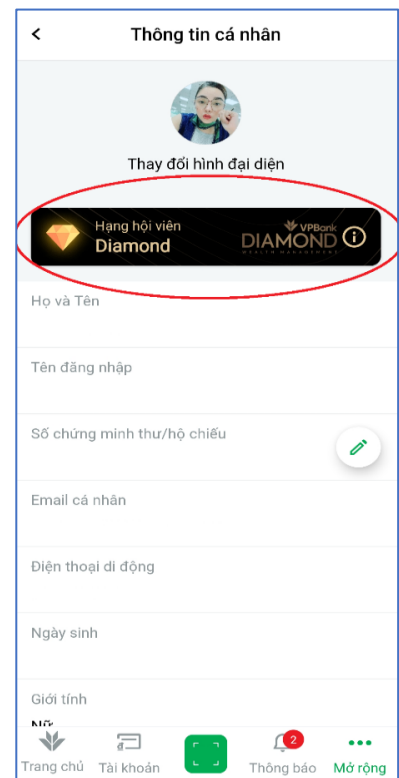 Thông tin cá nhân
Thay đổi hình đại diện
Hạng hội viên
Diamond
VPBank
DIAMOND
WEALTH MANAGEMENT
Họ và Tên
Tên đăng nhập
Số chứng minh thư/hộ chiếu
Email cá nhân
Điện thoại di động
Ngày sinh
Giới tính
Nữ
2
Trang chủ Tài khoản Thông báo Mở rộng